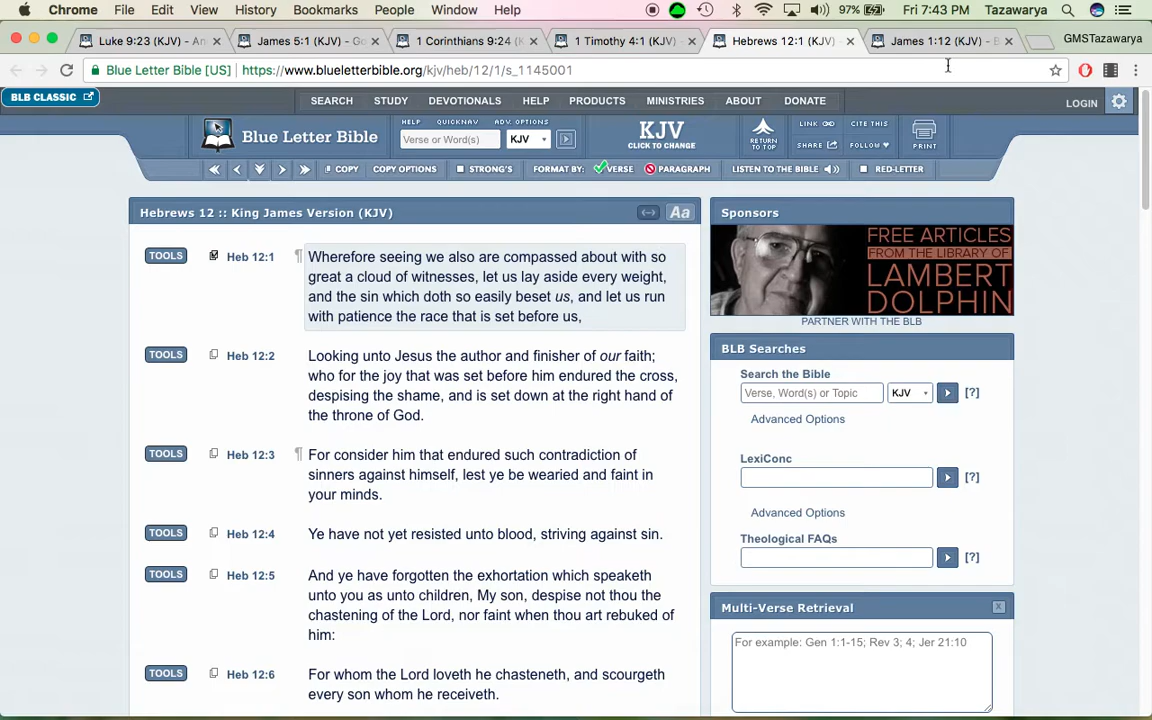 Chrome File Edit View History Bookmarks People Window Help 97% Fri 7:43 PM Tazawarya
Luke 9:23 (KJV) - An James 5:1 (KJV) - Go 1 Corinthians 9:24 (KJV) 1 Timothy 4:1 (KJV) - Hebrews 12:1 (KJV) James 1:12 (KJV) - B GMSTazawarya
Blue Letter Bible [US] https://www.blueletterbible.org/kjv/heb/12/1/s_1145001
BLB CLASSIC SEARCH STUDY DEVOTIONALS HELP PRODUCTS MINISTRIES ABOUT DONATE LOGIN
Blue Letter Bible HELP QUICKNAV ADV. OPTIONS KJV LINK CITE THIS
Verse or Word(s) KJV CLICK TO CHANGE RETURN TO TOP SHARE FOLLOW PRINT
COPY COPY OPTIONS STRONG'S FORMAT BY: VERSE PARAGRAPH LISTEN TO THE BIBLE RED-LETTER
Hebrews 12 :: King James Version (KJV) Aa
TOOLS Heb 12:1 ¶ Wherefore seeing we also are compassed about with so
great a cloud of witnesses, let us lay aside every weight,
and the sin which doth so easily beset us, and let us run
with patience the race that is set before us,
TOOLS Heb 12:2 Looking unto Jesus the author and finisher of our faith;
who for the joy that was set before him endured the cross,
despising the shame, and is set down at the right hand of
the throne of God.
TOOLS Heb 12:3 ¶ For consider him that endured such contradiction of
sinners against himself, lest ye be wearied and faint in
your minds.
TOOLS Heb 12:4 Ye have not yet resisted unto blood, striving against sin.
TOOLS Heb 12:5 And ye have forgotten the exhortation which speaketh
unto you as unto children, My son, despise not thou the
chastening of the Lord, nor faint when thou art rebuked of
him:
TOOLS Heb 12:6 For whom the Lord loveth he chasteneth, and scourgeth
every son whom he receiveth.
Sponsors
FREE ARTICLES
FROM THE LIBRARY OF
LAMBERT
DOLPHIN
PARTNER WITH THE BLB
BLB Searches
Search the Bible
Verse, Word(s) or Topic KJV [?]
Advanced Options
LexiConc
[?]
Advanced Options
Theological FAQs
[?]
Multi-Verse Retrieval x
For example: Gen 1:1-15; Rev 3; 4; Jer 21:10